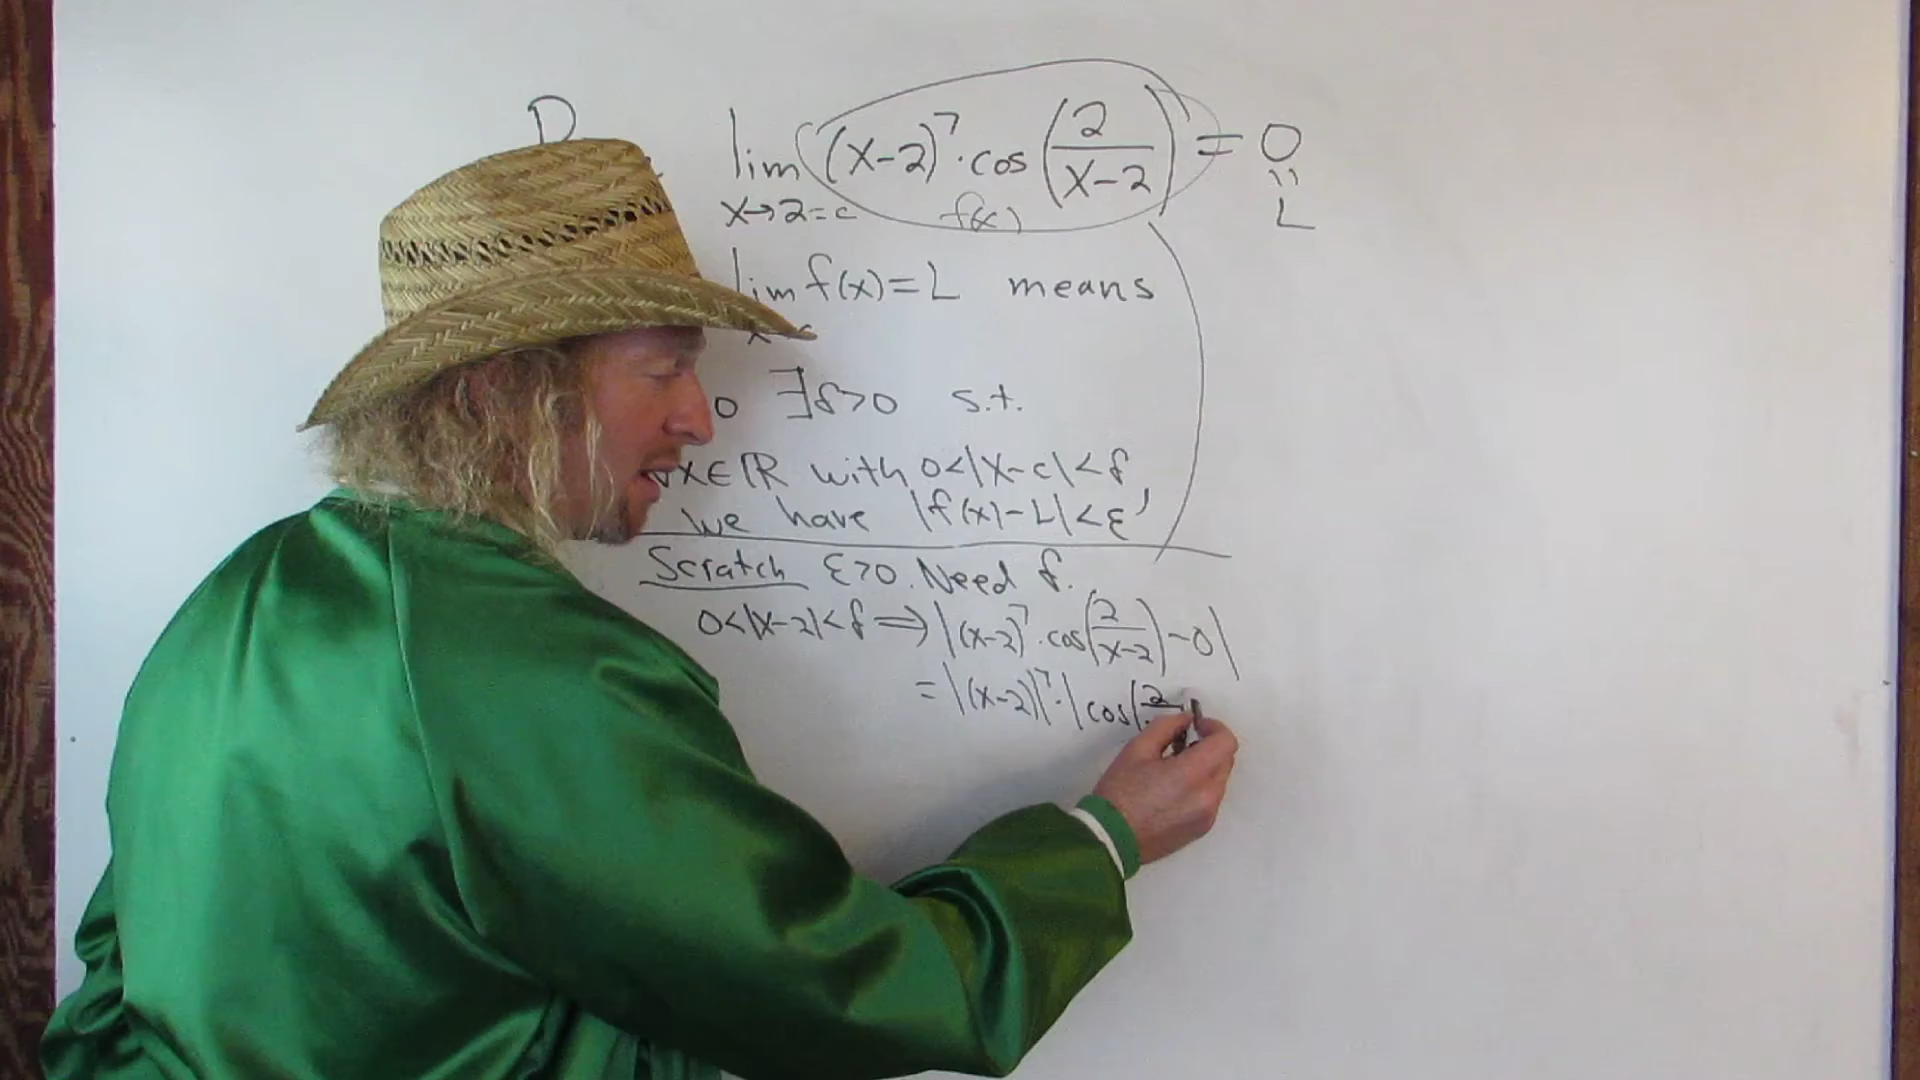 lim (x-2)⁷·cos(2/(x-2)) = 0
x→2=c f(x) = L
lim f(x)=L means
0 ∃δ>0 s.t.
∀x∈ℝ with 0<|x-c|<δ,
we have |f(x)-L|<ε
Scratch ε>0. Need δ.
0<|x-2|<δ ⟹ |(x-2)⁷·cos(2/(x-2))-0|
= |(x-2)|⁷·|cos(2